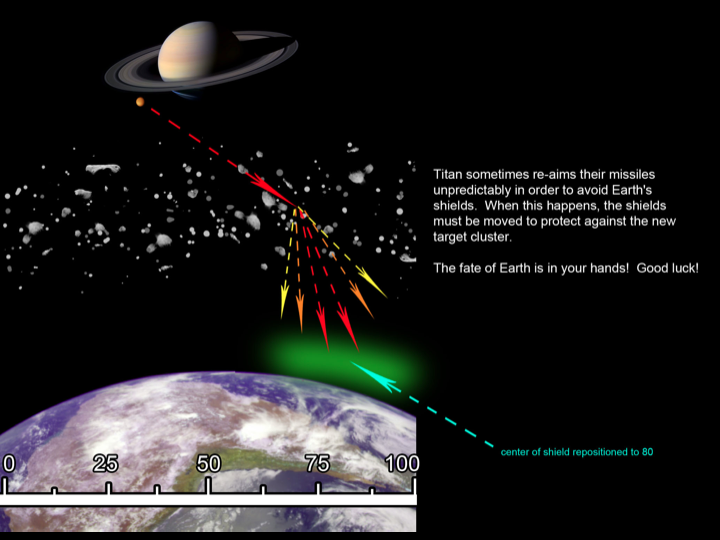 Titan sometimes re-aims their missiles
unpredictably in order to avoid Earth's
shields.  When this happens, the shields
must be moved to protect against the new
target cluster.
The fate of Earth is in your hands!  Good luck!
center of shield repositioned to 80
0 25 50 75 100